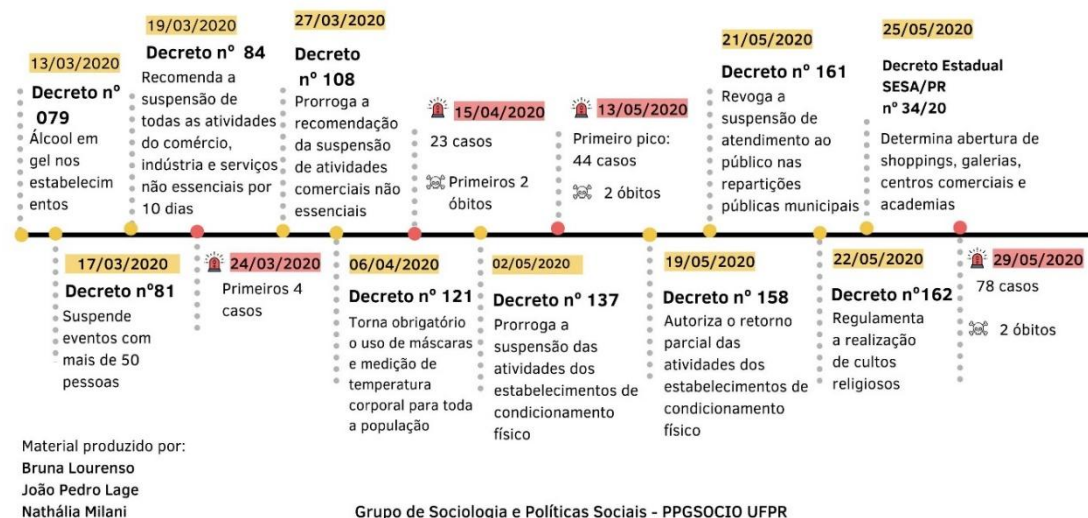 13/03/2020
Decreto nº
079
Álcool em
gel nos
estabelecim
entos
19/03/2020
Decreto nº 84
Recomenda a
suspensão de
todas as atividades
do comércio,
indústria e serviços
não essenciais por
10 dias
27/03/2020
Decreto
nº 108
Prorroga a
recomendação
da suspensão
de atividades
comerciais não
essenciais
15/04/2020
23 casos
Primeiros 2
óbitos
13/05/2020
Primeiro pico:
44 casos
2 óbitos
21/05/2020
Decreto nº 161
Revoga a
suspensão de
atendimento ao
público nas
repartições
públicas municipais
25/05/2020
Decreto Estadual
SESA/PR
nº 34/20
Determina abertura de
shoppings, galerias,
centros comerciais e
academias
17/03/2020
Decreto nº81
Suspende
eventos com
mais de 50
pessoas
24/03/2020
Primeiros 4
casos
06/04/2020
Decreto nº 121
Torna obrigatório
o uso de máscaras
e medição de
temperatura
corporal para toda
a população
02/05/2020
Decreto nº 137
Prorroga a
suspensão das
atividades dos
estabelecimentos de
condicionamento
físico
19/05/2020
Decreto nº 158
Autoriza o retorno
parcial das
atividades dos
estabelecimentos de
condicionamento
físico
22/05/2020
Decreto nº162
Regulamenta
a realização
de cultos
religiosos
29/05/2020
78 casos
2 óbitos
Material produzido por:
Bruna Lourenso
João Pedro Lage
Nathália Milani
Grupo de Sociologia e Políticas Sociais - PPGSOCIO UFPR